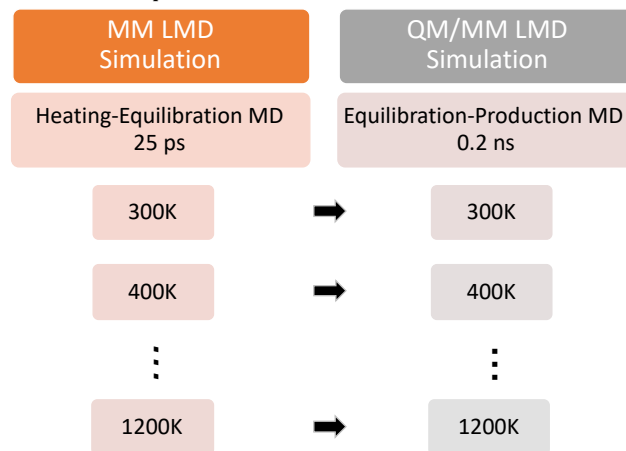 MM LMD
Simulation
QM/MM LMD
Simulation
Heating-Equilibration MD
25 ps
Equilibration-Production MD
0.2 ns
300K
300K
400K
400K
1200K
1200K